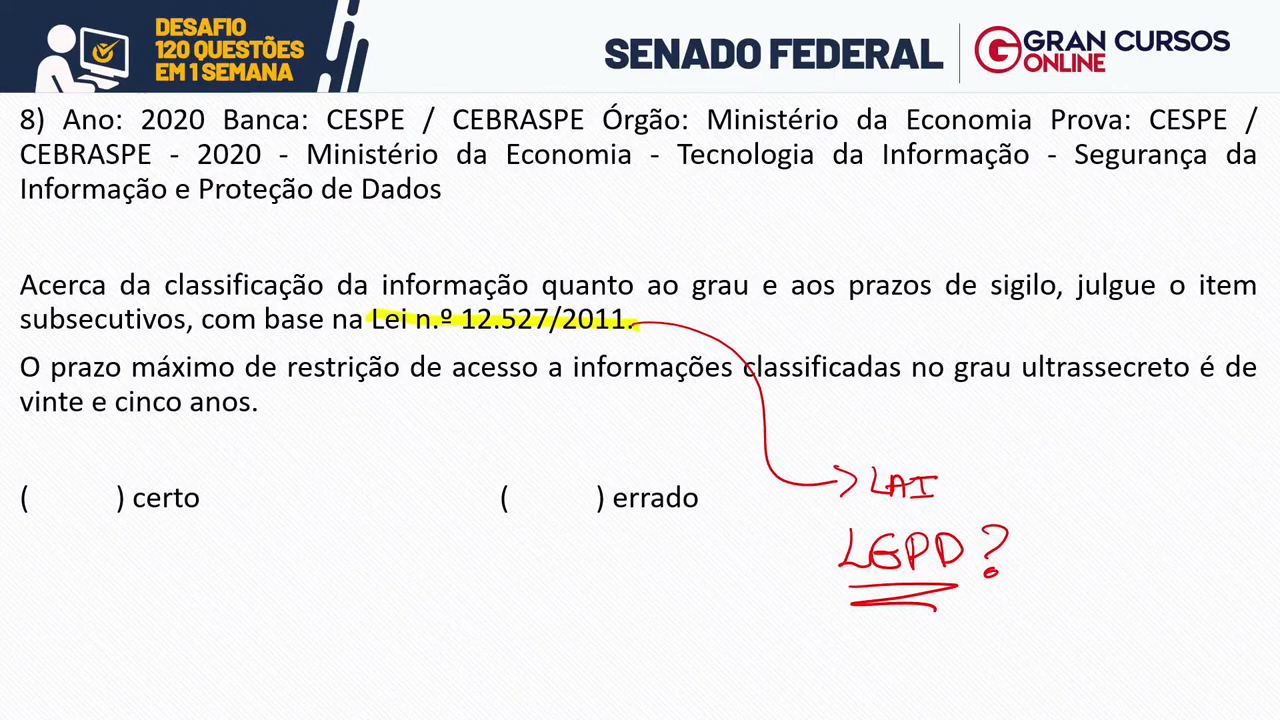 DESAFIO
120 QUESTÕES
EM 1 SEMANA
SENADO FEDERAL
GRAN CURSOS
ONLINE
8) Ano: 2020 Banca: CESPE / CEBRASPE Órgão: Ministério da Economia Prova: CESPE /
CEBRASPE - 2020 - Ministério da Economia - Tecnologia da Informação - Segurança da
Informação e Proteção de Dados
Acerca da classificação da informação quanto ao grau e aos prazos de sigilo, julgue o item
subsecutivos, com base na Lei n.º 12.527/2011.
O prazo máximo de restrição de acesso a informações classificadas no grau ultrassecreto é de
vinte e cinco anos.
( ) certo ( ) errado
LAI
LGPD?